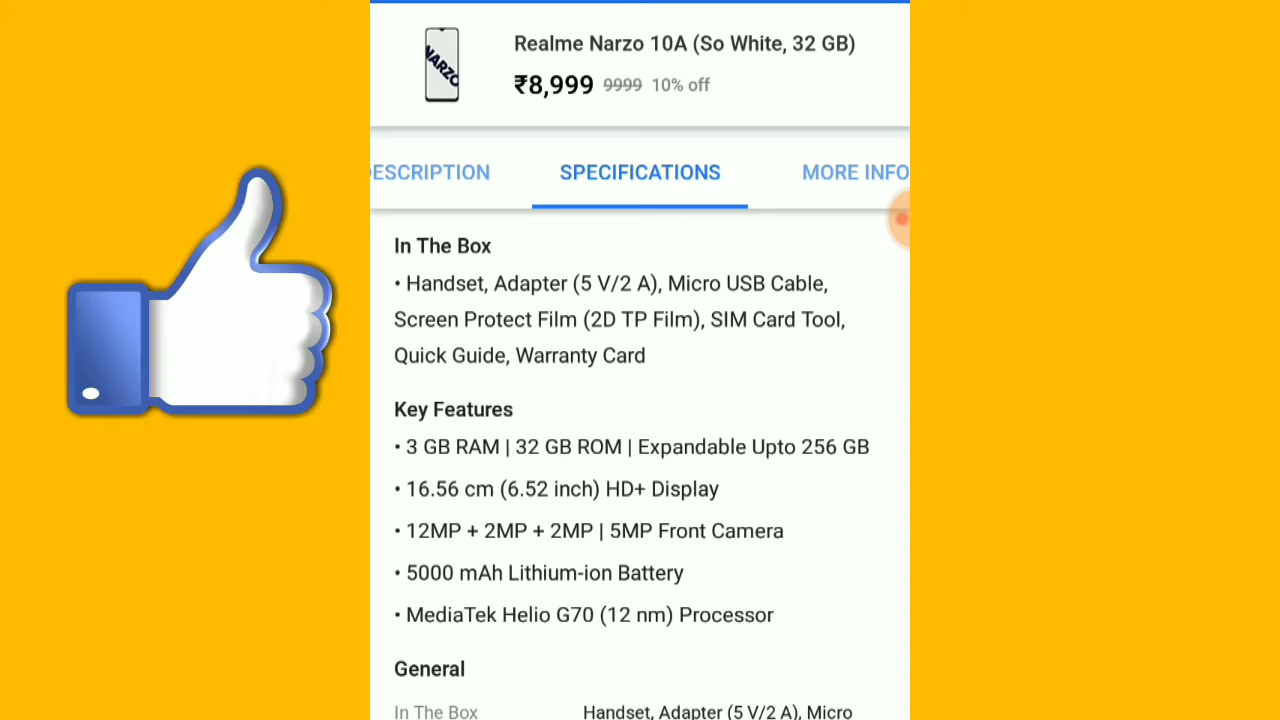 NARZO
Realme Narzo 10A (So White, 32 GB)
₹8,999 9999 10% off
ESCRIPTION SPECIFICATIONS MORE INFO
In The Box
• Handset, Adapter (5 V/2 A), Micro USB Cable,
Screen Protect Film (2D TP Film), SIM Card Tool,
Quick Guide, Warranty Card
Key Features
• 3 GB RAM | 32 GB ROM | Expandable Upto 256 GB
• 16.56 cm (6.52 inch) HD+ Display
• 12MP + 2MP + 2MP | 5MP Front Camera
• 5000 mAh Lithium-ion Battery
• MediaTek Helio G70 (12 nm) Processor
General
In The Box Handset, Adapter (5 V/2 A), Micro